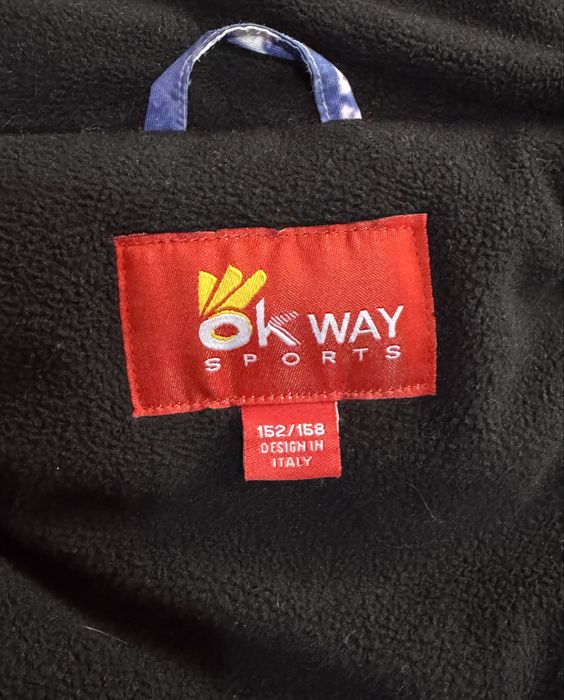 ok WAY
SPORTS
152/158
DESIGN IN
ITALY